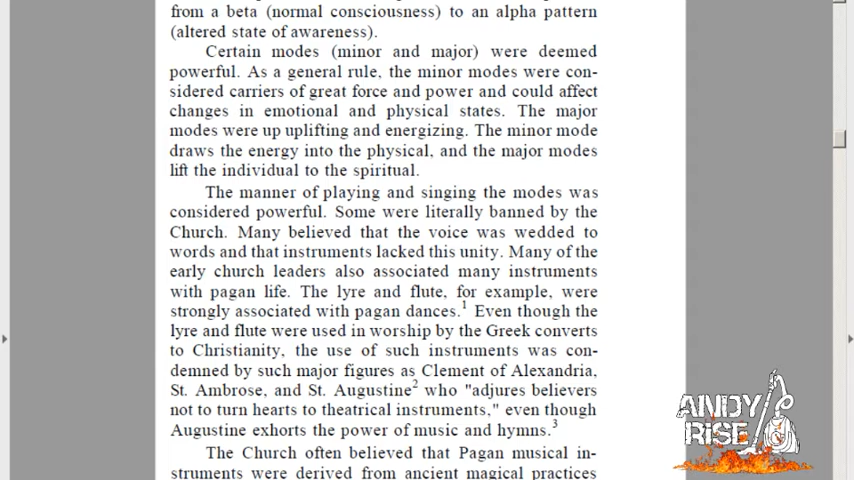 from a beta (normal consciousness) to an alpha pattern
(altered state of awareness).
Certain modes (minor and major) were deemed
powerful. As a general rule, the minor modes were con-
sidered carriers of great force and power and could affect
changes in emotional and physical states. The major
modes were up uplifting and energizing. The minor mode
draws the energy into the physical, and the major modes
lift the individual to the spiritual.
The manner of playing and singing the modes was
considered powerful. Some were literally banned by the
Church. Many believed that the voice was wedded to
words and that instruments lacked this unity. Many of the
early church leaders also associated many instruments
with pagan life. The lyre and flute, for example, were
strongly associated with pagan dances.1 Even though the
lyre and flute were used in worship by the Greek converts
to Christianity, the use of such instruments was con-
demned by such major figures as Clement of Alexandria,
St. Ambrose, and St. Augustine2 who "adjures believers
not to turn hearts to theatrical instruments," even though
Augustine exhorts the power of music and hymns.3
The Church often believed that Pagan musical in-
struments were derived from ancient magical practices
ANDY
RISE